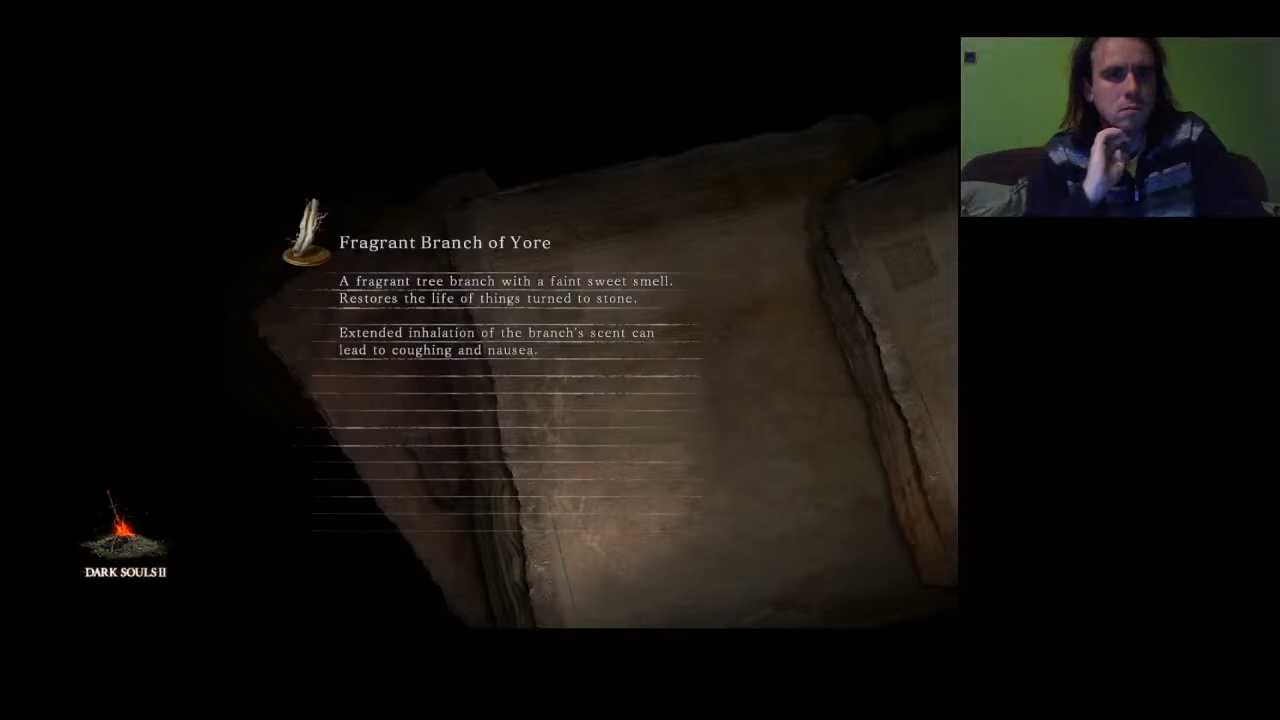 Fragrant Branch of Yore
A fragrant tree branch with a faint sweet smell.
Restores the life of things turned to stone.
Extended inhalation of the branch's scent can
lead to coughing and nausea.
DARK SOULS II